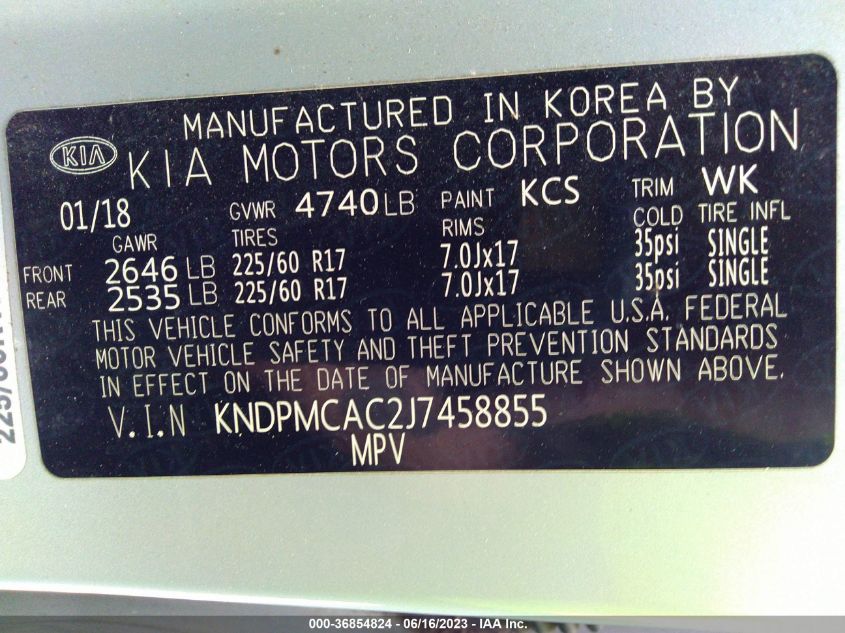 MANUFACTURED IN KOREA BY
KIA KIA MOTORS CORPORATION
01/18 GVWR 4740 LB PAINT KCS TRIM WK
GAWR TIRES RIMS COLD TIRE INFL
FRONT 2646 LB 225/60 R17 7.0Jx17 35psi SINGLE
REAR 2535 LB 225/60 R17 7.0Jx17 35psi SINGLE
THIS VEHICLE CONFORMS TO ALL APPLICABLE U.S.A. FEDERAL
MOTOR VEHICLE SAFETY AND THEFT PREVENTION STANDARDS
IN EFFECT ON THE DATE OF MANUFACTURE SHOWN ABOVE.
V.I.N KNDPMCAC2J7458855
MPV
000-36854824 - 06/16/2023 - IAA Inc.